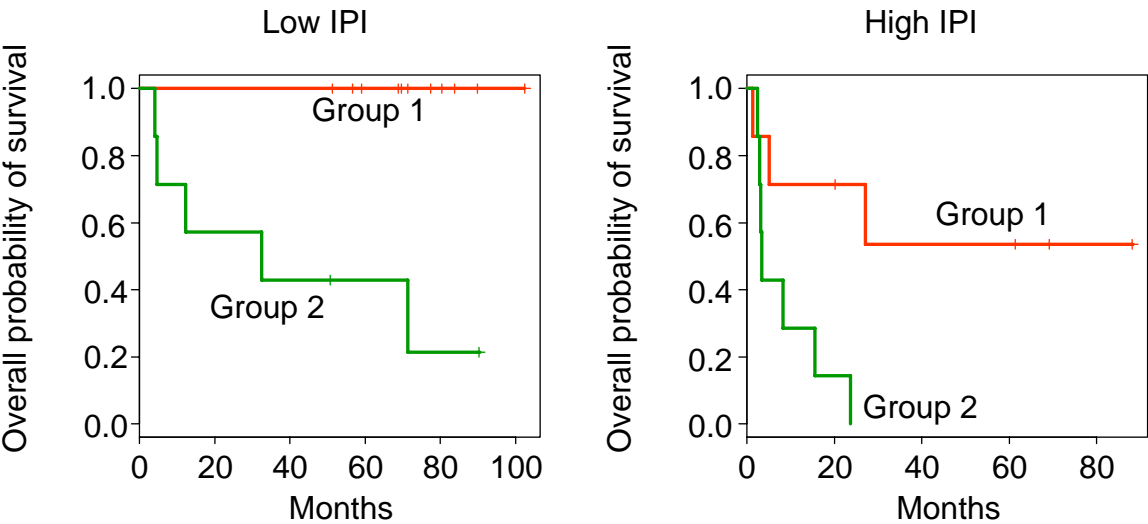 Low IPI
Overall probability of survival
1.0
0.8
0.6
0.4
0.2
0.0
Group 1
Group 2
0 20 40 60 80 100
Months
High IPI
Overall probability of survival
1.0
0.8
0.6
0.4
0.2
0.0
Group 1
Group 2
0 20 40 60 80
Months